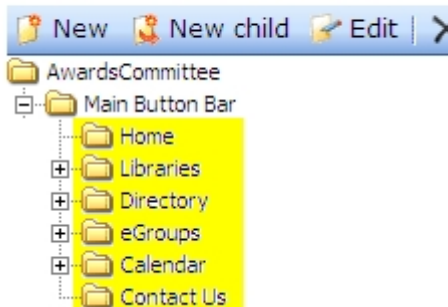 New New child Edit
AwardsCommittee
Main Button Bar
Home
Libraries
Directory
eGroups
Calendar
Contact Us